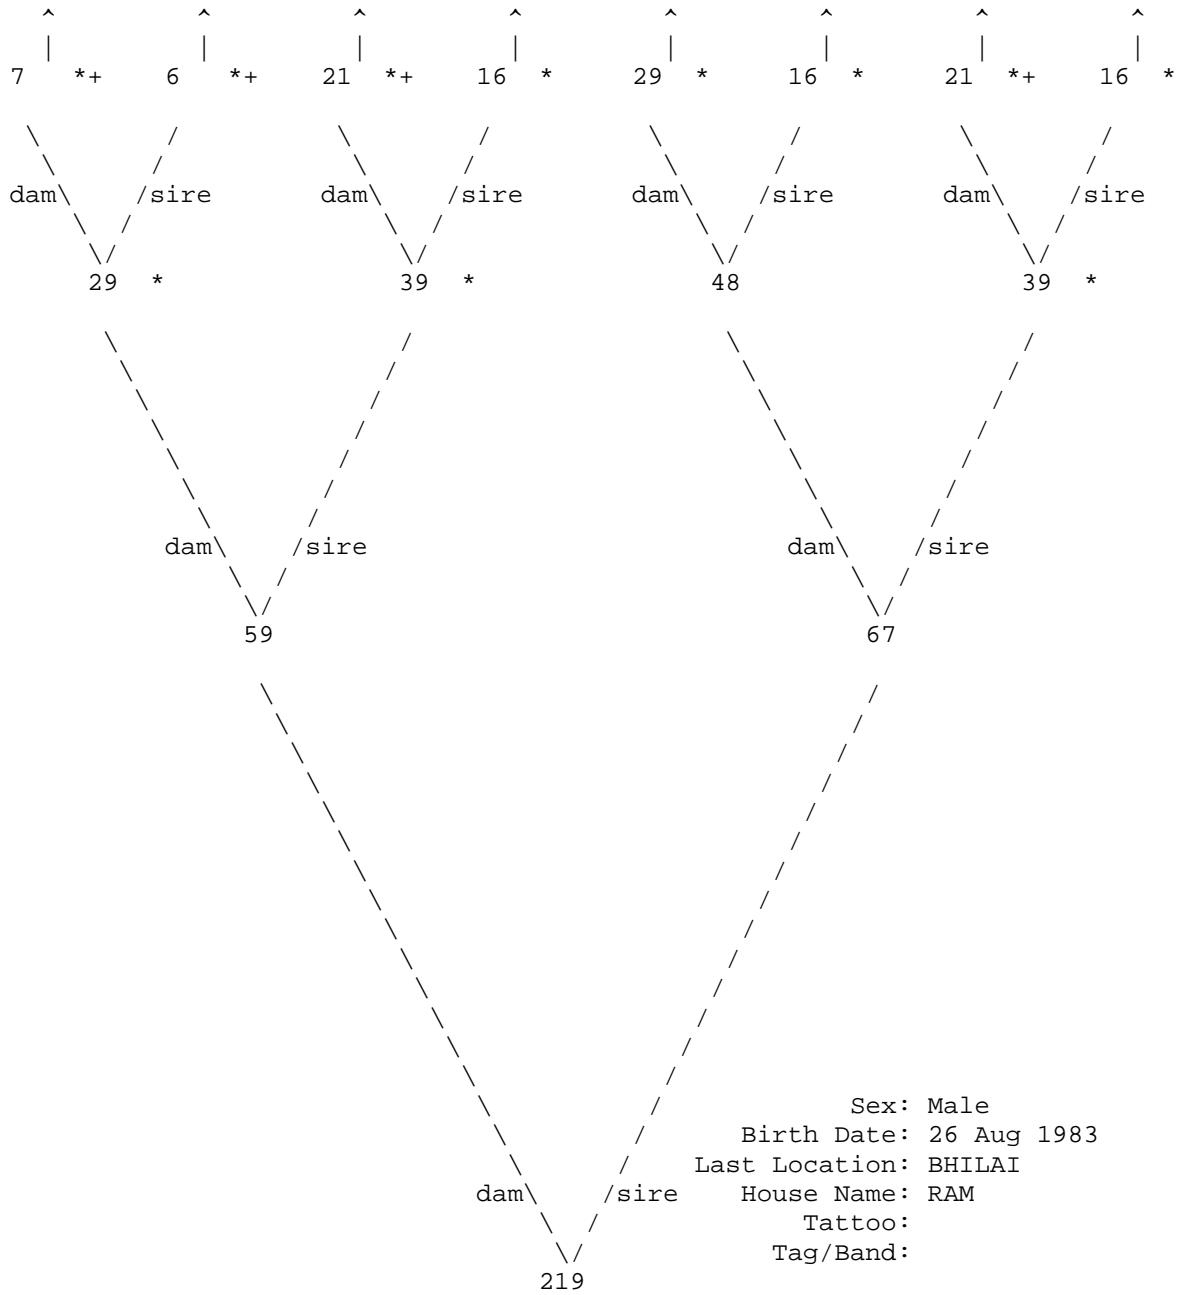 ^ ^ ^ ^ ^ ^ ^ ^
| | | | | | | |
7 *+ 6 *+ 21 *+ 16 * 29 * 16 * 21 *+ 16 *
dam\ /sire dam\ /sire dam\ /sire dam\ /sire
29 * 39 * 48 39 *
dam\ /sire dam\ /sire
59 67
Sex: Male
Birth Date: 26 Aug 1983
Last Location: BHILAI
dam\ /sire House Name: RAM
Tattoo:
Tag/Band:
219